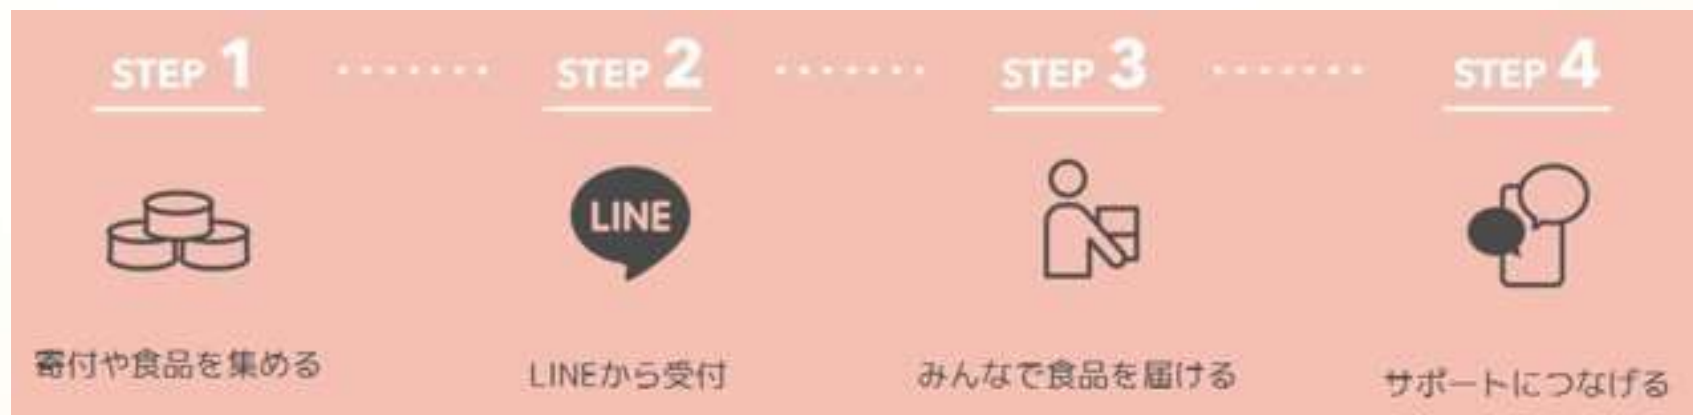 STEP 1
STEP 2
STEP 3
STEP 4
LINE
寄付や食品を集める
LINEから受付
みんなで食品を届ける
サポートにつなげる